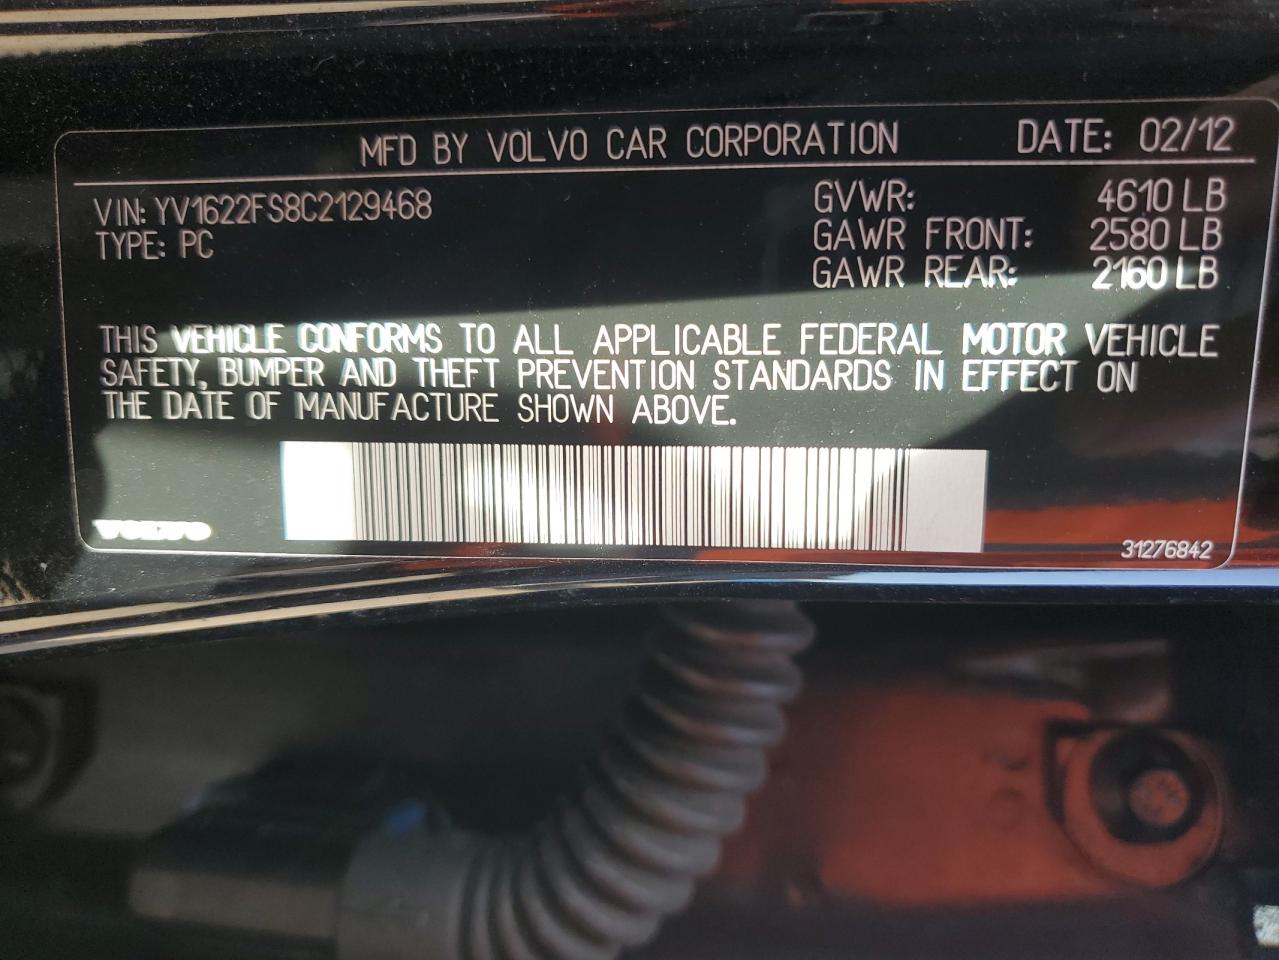 MFD BY VOLVO CAR CORPORATION DATE: 02/12
VIN: YV1622FS8C2129468 GVWR: 4610 LB
TYPE: PC GAWR FRONT: 2580 LB
GAWR REAR: 2160 LB
THIS VEHICLE CONFORMS TO ALL APPLICABLE FEDERAL MOTOR VEHICLE
SAFETY, BUMPER AND THEFT PREVENTION STANDARDS IN EFFECT ON
THE DATE OF MANUFACTURE SHOWN ABOVE.
VOLVO
31276842